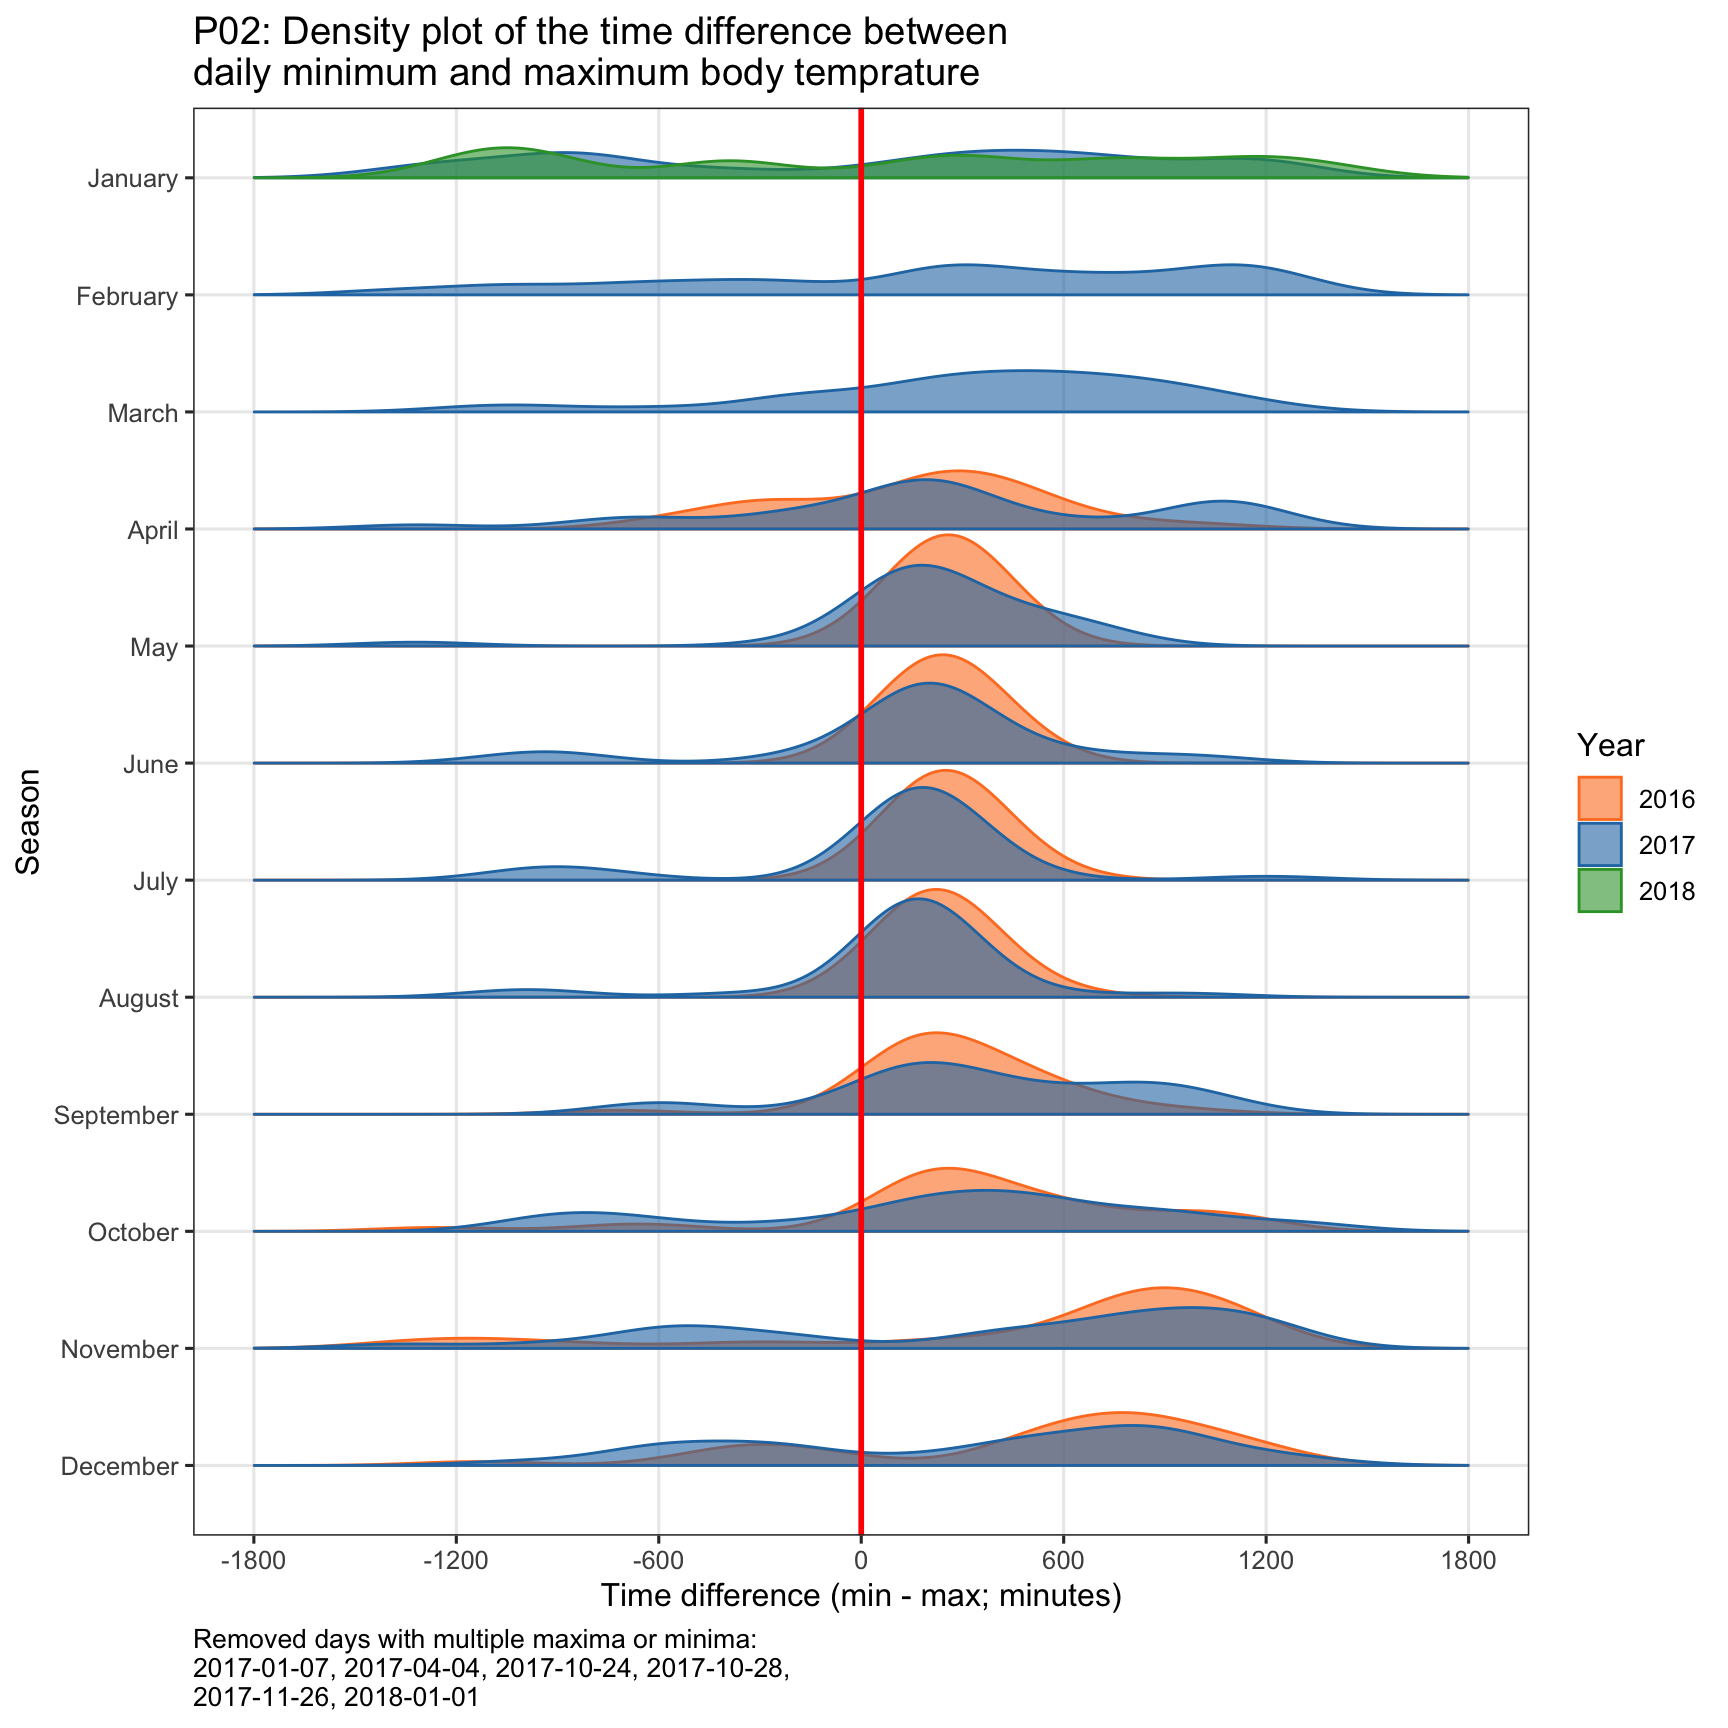 P02: Density plot of the time difference between
daily minimum and maximum body temprature
January
February
March
April
May
June
July
August
September
October
November
December
Season
-1800 -1200 -600 0 600 1200 1800
Time difference (min - max; minutes)
Year
2016
2017
2018
Removed days with multiple maxima or minima:
2017-01-07, 2017-04-04, 2017-10-24, 2017-10-28,
2017-11-26, 2018-01-01